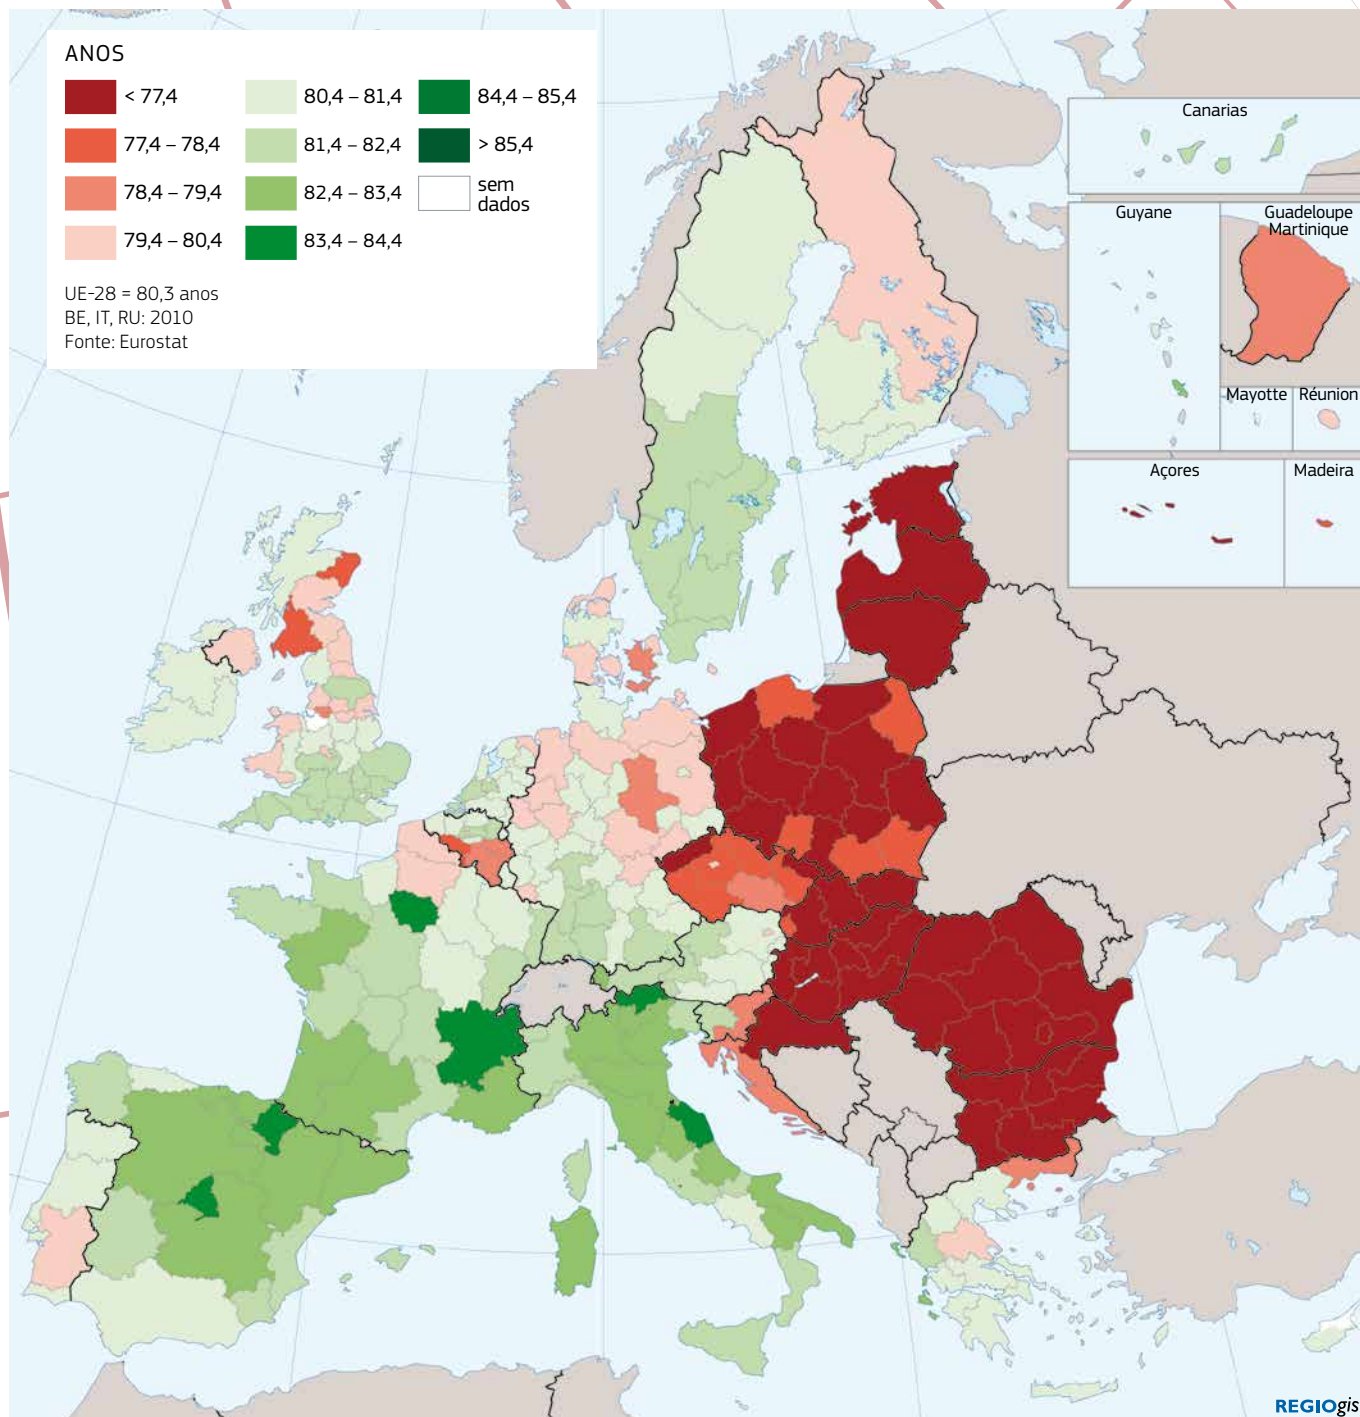 ANOS
< 77,4
77,4 – 78,4
78,4 – 79,4
79,4 – 80,4
80,4 – 81,4
81,4 – 82,4
82,4 – 83,4
83,4 – 84,4
84,4 – 85,4
> 85,4
sem
dados
UE-28 = 80,3 anos
BE, IT, RU: 2010
Fonte: Eurostat
Canarias
Guyane
Guadeloupe
Martinique
Mayotte
Réunion
Açores
Madeira
REGIOgis